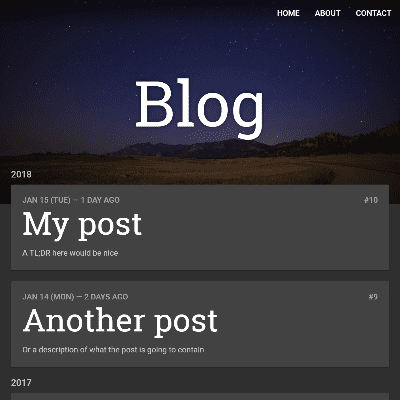 HOME ABOUT CONTACT
Blog
2018
JAN 15 (TUE) — 1 DAY AGO #10
My post
A TL;DR here would be nice
JAN 14 (MON) — 2 DAYS AGO #9
Another post
Or a description of what the post is going to contain
2017